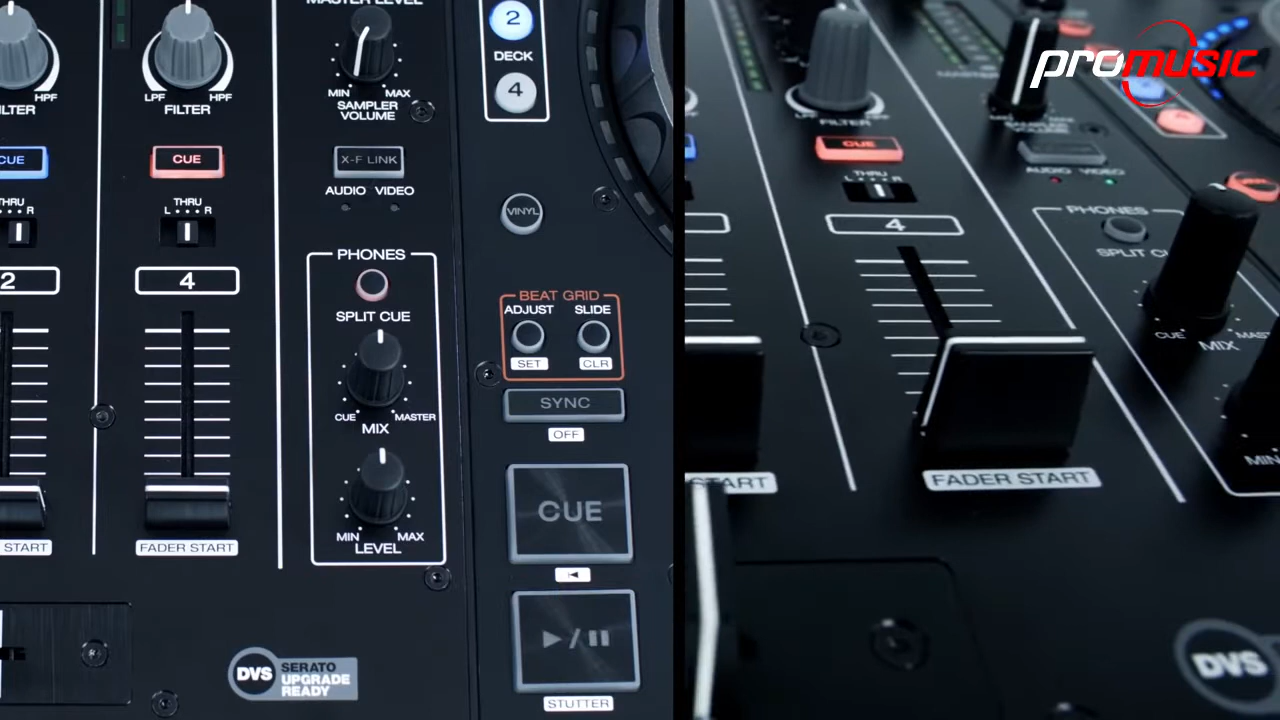 MASTER LEVEL
2
DECK
4
HPF
LPF
HPF
FILTER
MIN
MAX
SAMPLER
VOLUME
CUE
CUE
X-F LINK
AUDIO
VIDEO
THRU
R
THRU
L
R
VINYL
2
4
PHONES
SPLIT CUE
BEAT GRID
ADJUST
SLIDE
SET
CLR
CUE
MASTER
MIX
SYNC
OFF
MIN
MAX
LEVEL
CUE
START
FADER START
STUTTER
DVS
SERATO
UPGRADE
READY
promusic
FILTER
CUE
THRU
L
R
4
AUDIO
VIDEO
PHONES
CUE
MIX
START
FADER START
MIN
DVS